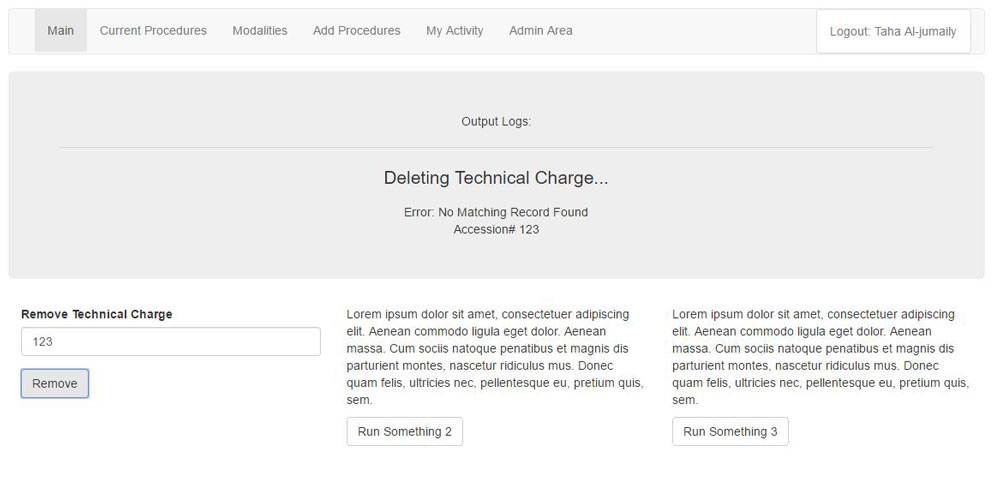 Main Current Procedures Modalities Add Procedures My Activity Admin Area Logout: Taha Al-jumaily
Output Logs:
Deleting Technical Charge...
Error: No Matching Record Found
Accession# 123
Remove Technical Charge
123
Remove
Lorem ipsum dolor sit amet, consectetuer adipiscing
elit. Aenean commodo ligula eget dolor. Aenean
massa. Cum sociis natoque penatibus et magnis dis
parturient montes, nascetur ridiculus mus. Donec
quam felis, ultricies nec, pellentesque eu, pretium quis,
sem.
Run Something 2
Lorem ipsum dolor sit amet, consectetuer adipiscing
elit. Aenean commodo ligula eget dolor. Aenean
massa. Cum sociis natoque penatibus et magnis dis
parturient montes, nascetur ridiculus mus. Donec
quam felis, ultricies nec, pellentesque eu, pretium quis,
sem.
Run Something 3